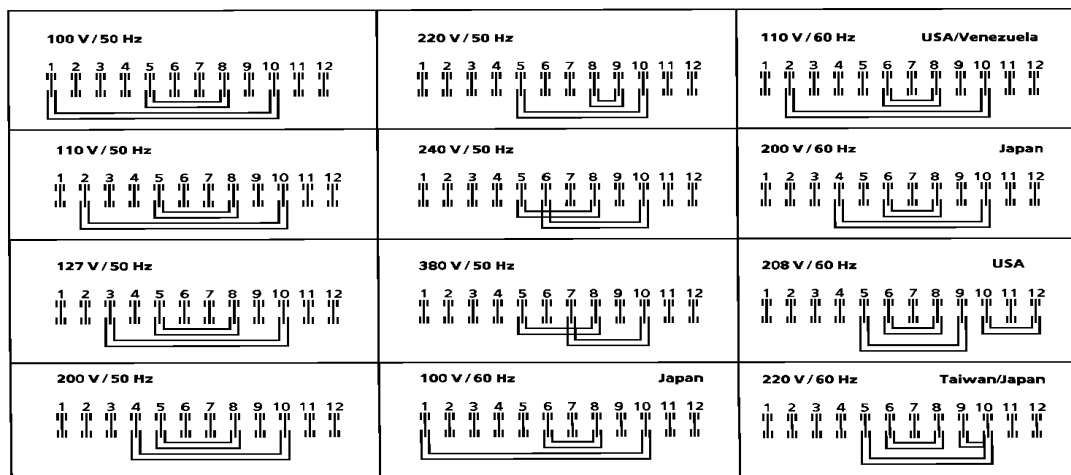 100 V / 50 Hz
1 2 3 4 5 6 7 8 9 10 11 12
220 V / 50 Hz
1 2 3 4 5 6 7 8 9 10 11 12
110 V / 60 Hz USA/Venezuela
1 2 3 4 5 6 7 8 9 10 11 12
110 V / 50 Hz
1 2 3 4 5 6 7 8 9 10 11 12
240 V / 50 Hz
1 2 3 4 5 6 7 8 9 10 11 12
200 V / 60 Hz Japan
1 2 3 4 5 6 7 8 9 10 11 12
127 V / 50 Hz
1 2 3 4 5 6 7 8 9 10 11 12
380 V / 50 Hz
1 2 3 4 5 6 7 8 9 10 11 12
208 V / 60 Hz USA
1 2 3 4 5 6 7 8 9 10 11 12
200 V / 50 Hz
1 2 3 4 5 6 7 8 9 10 11 12
100 V / 60 Hz Japan
1 2 3 4 5 6 7 8 9 10 11 12
220 V / 60 Hz Taiwan/Japan
1 2 3 4 5 6 7 8 9 10 11 12